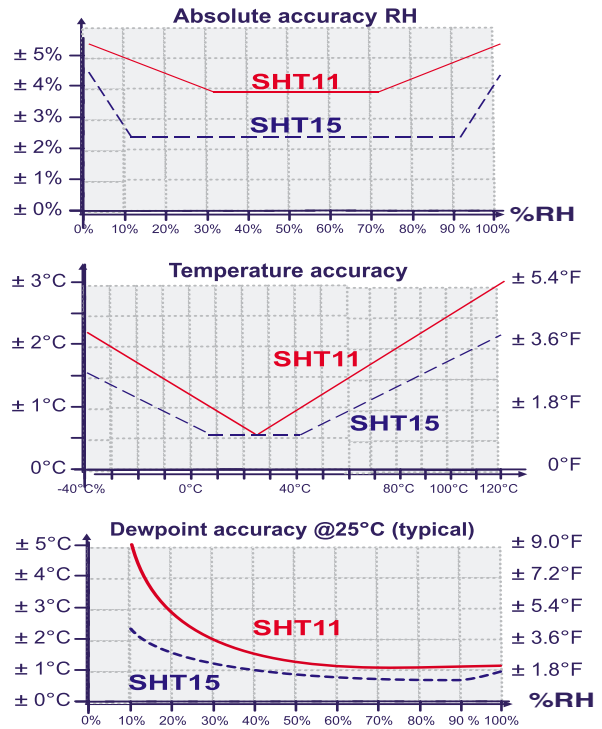 Absolute accuracy RH
± 5%
± 4%
± 3%
± 2%
± 1%
± 0%
SHT11
SHT15
0% 10% 20% 30% 40% 50% 60% 70% 80% 90 % 100%
%RH
Temperature accuracy
± 3°C
± 2°C
± 1°C
0°C
± 5.4°F
± 3.6°F
± 1.8°F
0°F
SHT11
SHT15
-40°C% 0°C 40°C 80°C 100°C 120°C
Dewpoint accuracy @25°C (typical)
± 5°C
± 4°C
± 3°C
± 2°C
± 1°C
± 0°C
± 9.0°F
± 7.2°F
± 5.4°F
± 3.6°F
± 1.8°F
SHT11
SHT15
%RH
0% 10% 20% 30% 40% 50% 60% 70% 80% 90 % 100%